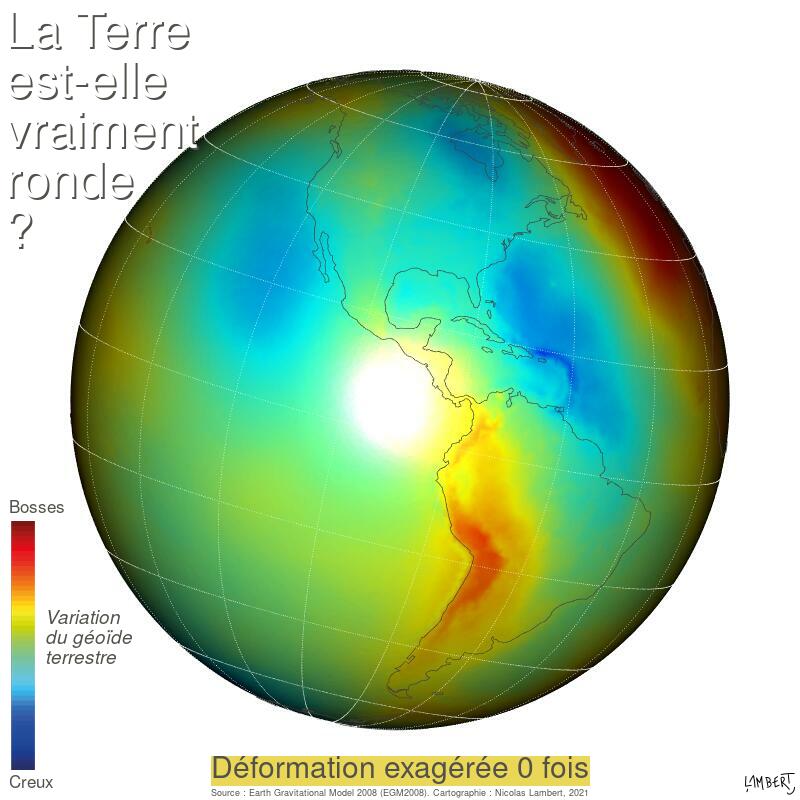 La Terre
est-elle
vraiment
ronde
?
Bosses
Variation
du géoïde
terrestre
Creux
Déformation exagérée 0 fois
Source : Earth Gravitational Model 2008 (EGM2008). Cartographie : Nicolas Lambert, 2021
LAMBERT